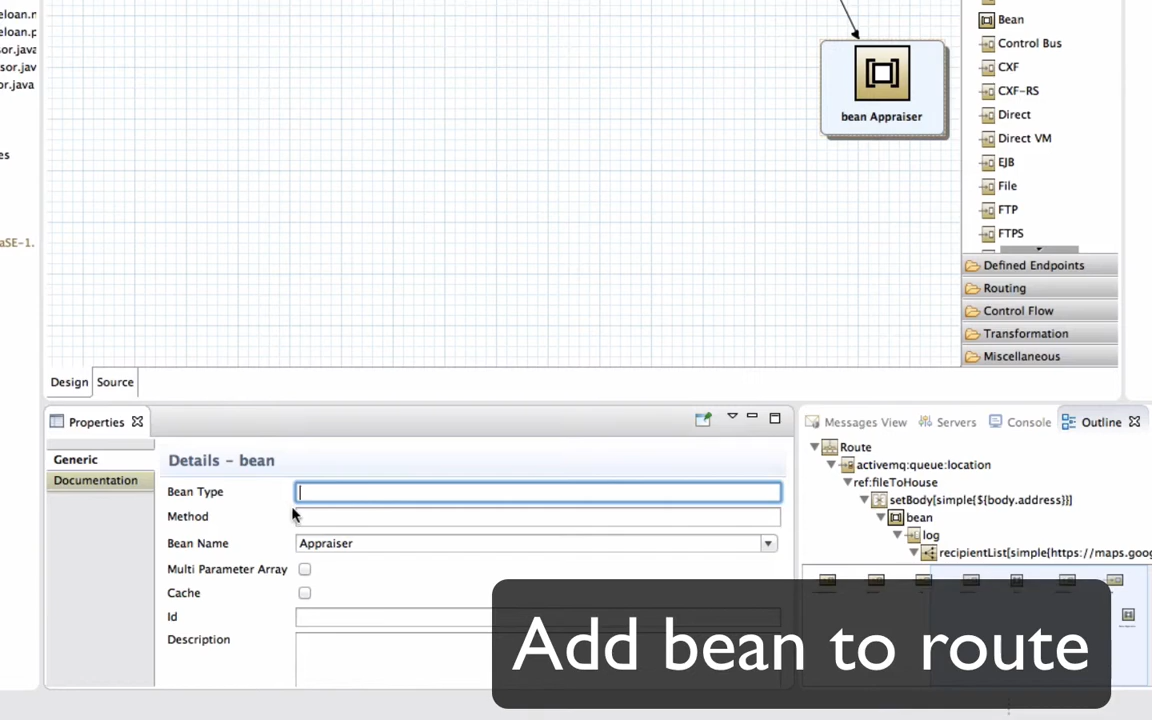 eloan.n
eloan.p
sor.java
sor.jav
or.java
es
aSE-1.
bean Appraiser
Bean
Control Bus
CXF
CXF-RS
Direct
Direct VM
EJB
File
FTP
FTPS
Defined Endpoints
Routing
Control Flow
Transformation
Miscellaneous
Design Source
Properties
Generic
Documentation
Details – bean
Bean Type
Method
Bean Name Appraiser
Multi Parameter Array
Cache
Id
Description
Messages View Servers Console Outline
Route
activemq:queue:location
ref:fileToHouse
setBody[simple{${body.address}}]
bean
log
recipientList[simple{https://maps.goog
Add bean to route